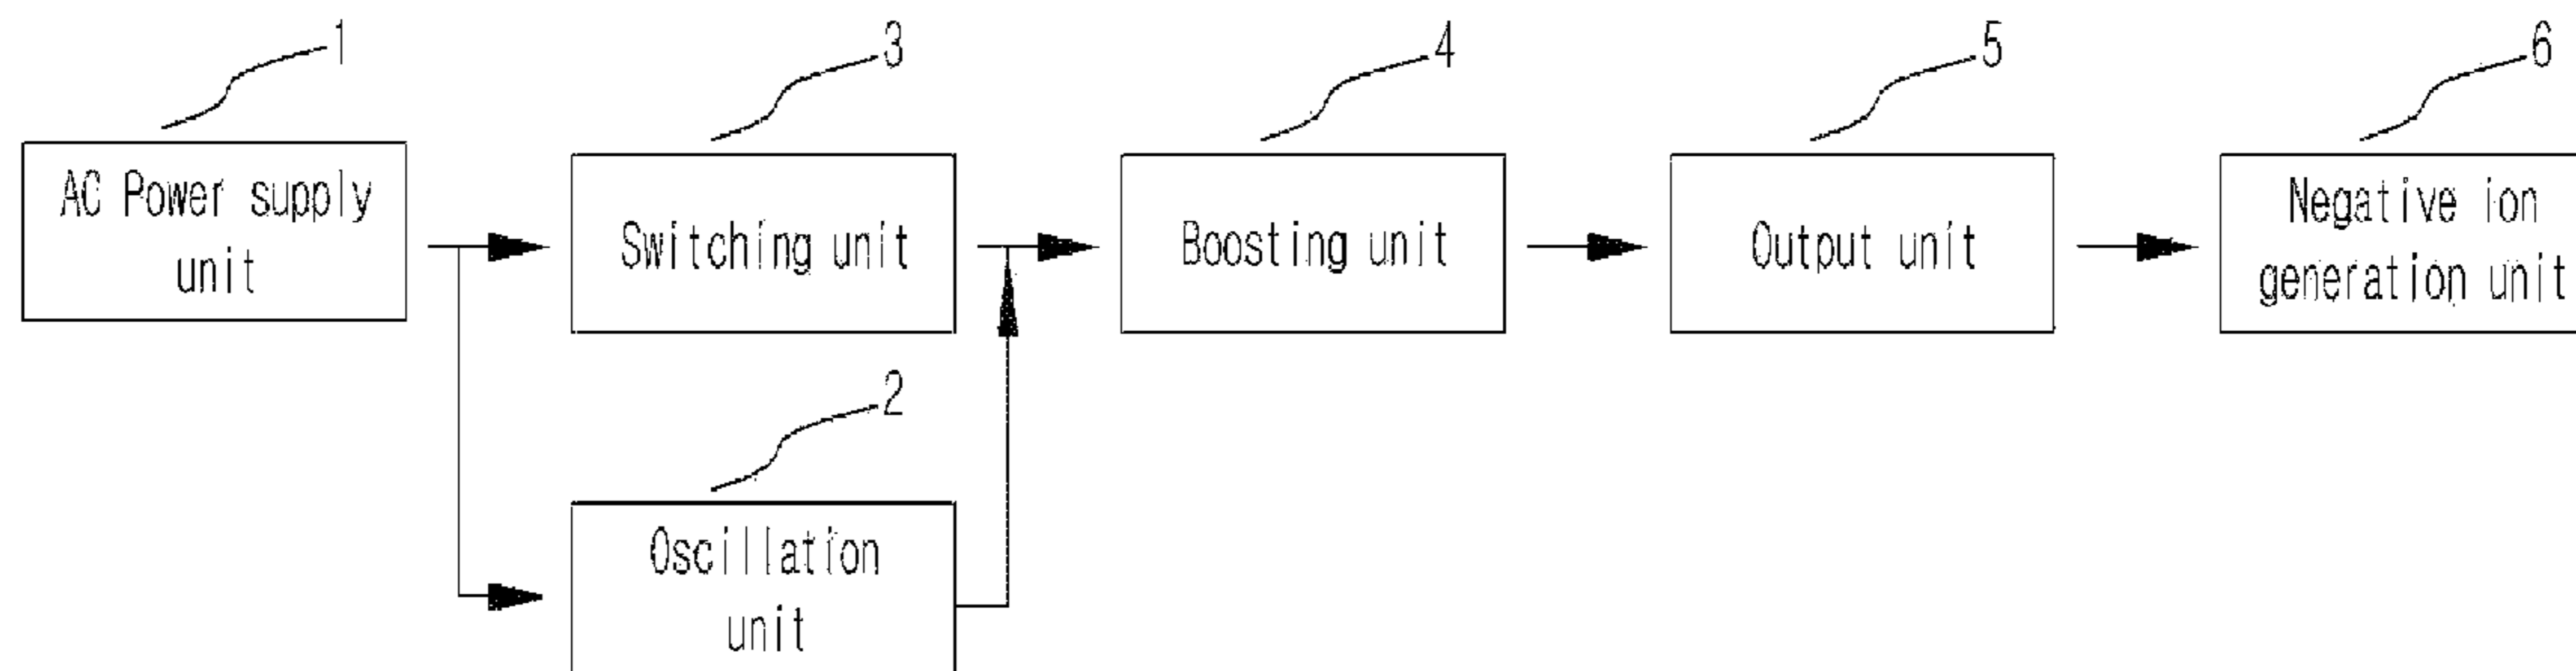 1
3
4
5
6
AC Power supply
unit
Switching unit
Boosting unit
Output unit
Negative ion
generation unit
2
Oscillation
unit